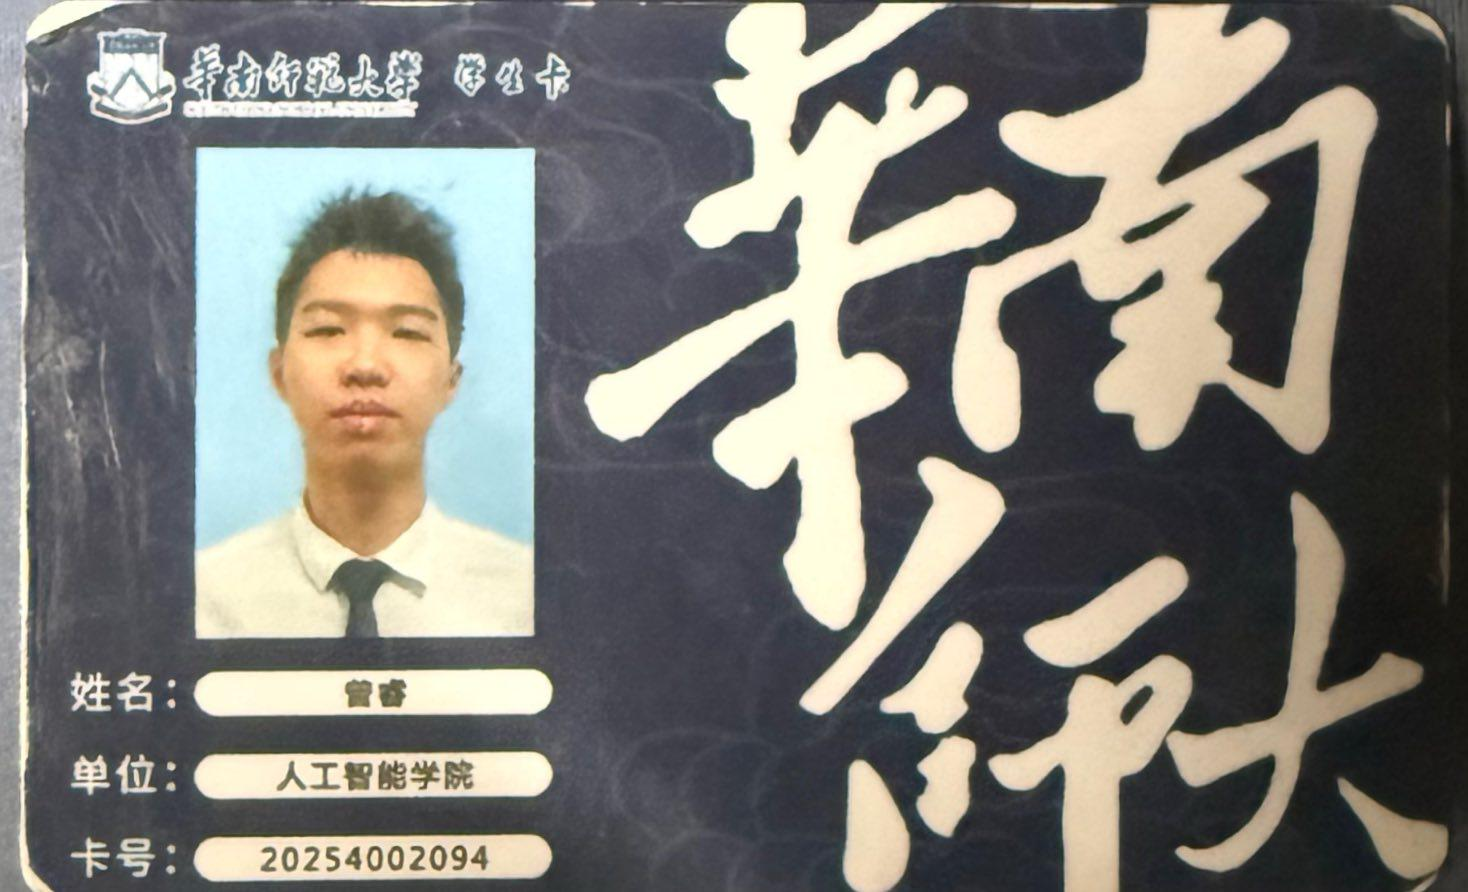 华南师范大学 学生卡
华南
师大
姓名：曾睿
单位：人工智能学院
卡号：20254002094